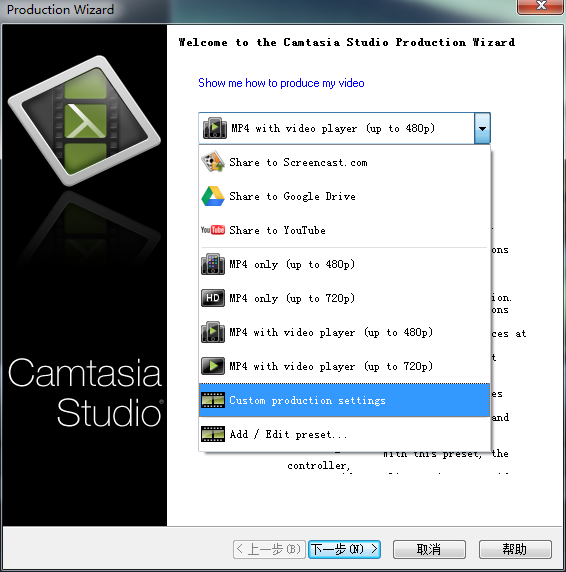 Production Wizard
Welcome to the Camtasia Studio Production Wizard
Show me how to produce my video
MP4 with video player (up to 480p)
Share to Screencast.com
Share to Google Drive
You Tube Share to YouTube
ons
MP4 only (up to 480p)
HD MP4 only (up to 720p)
ion.
ons
MP4 with video player (up to 480p)
ces at
t
MP4 with video player (up to 720p)
es
Custom production settings
and
Add / Edit preset...
with this preset, the
controller,
Camtasia
Studio
< 上一步(B)
下一步(N) >
取消
帮助